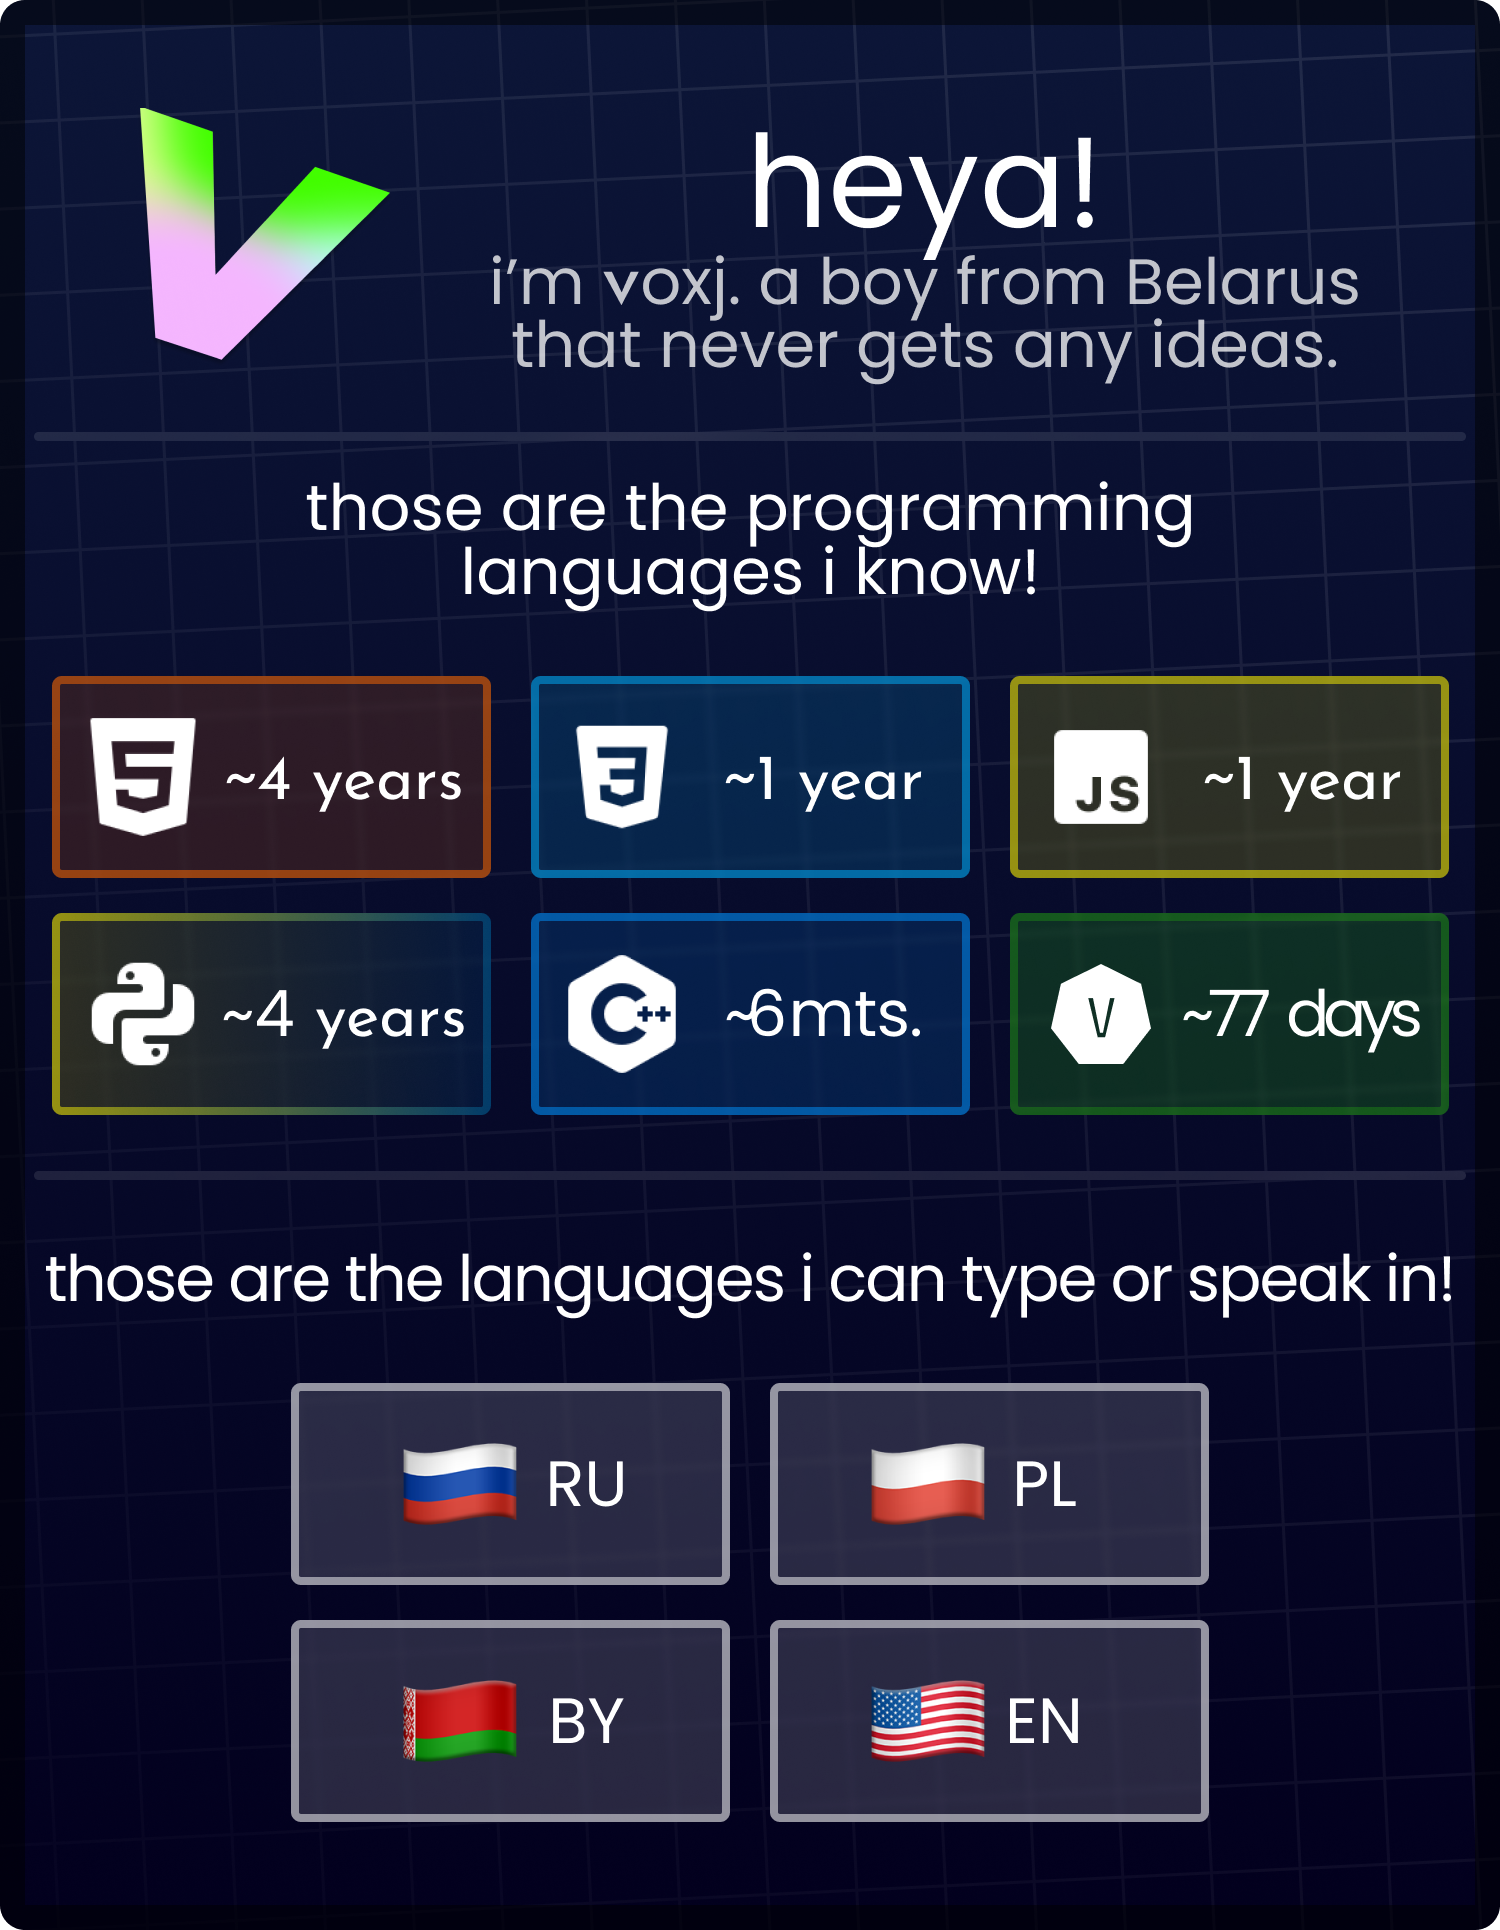 heya!
i’m voxj. a boy from Belarus
that never gets any ideas.
those are the programming
languages i know!
5 ~4 years
3 ~1 year
JS ~1 year
~4 years
C++ ~6mts.
V ~77 days
those are the languages i can type or speak in!
RU
PL
BY
EN